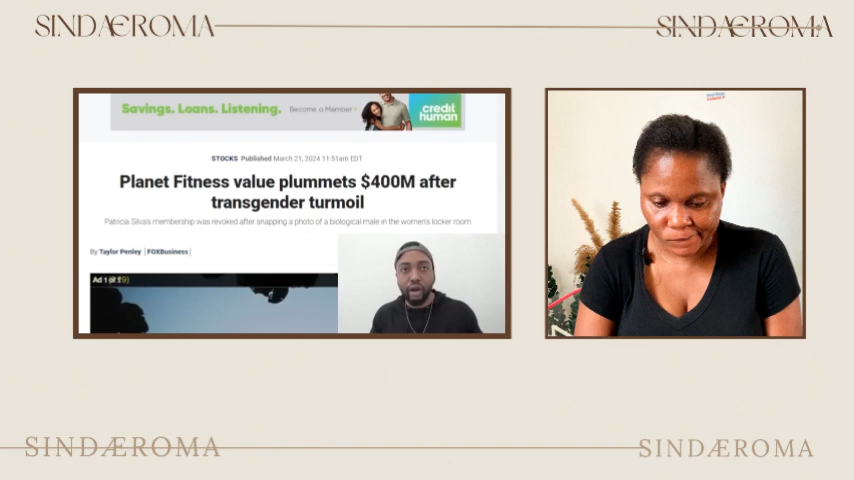 SINDÆROMA
SINDÆROMA
Savings. Loans. Listening.
Become a Member
credit
human
STOCKS Published March 21, 2024 11:51am EDT
Planet Fitness value plummets $400M after
transgender turmoil
Patricia Silva's membership was revoked after snapping a photo of a biological male in the women's locker room
By Taylor Penley | FOXBusiness |
SINDÆROMA
SINDÆROMA